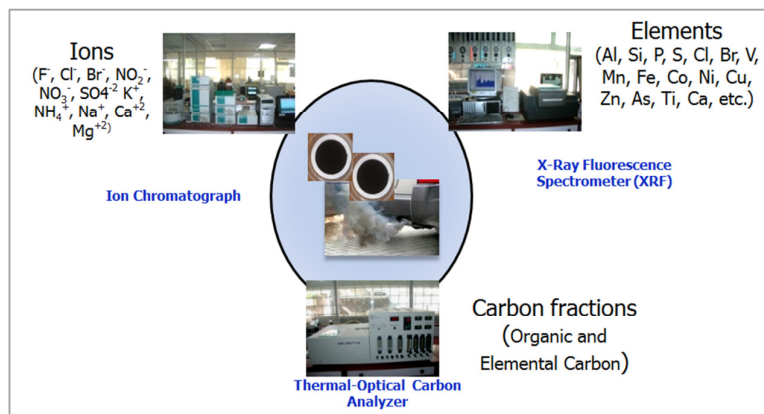 Ions
(F⁻, Cl⁻, Br⁻, NO₂⁻,
NO₃⁻, SO4⁻² K⁺,
NH₄⁺, Na⁺, Ca⁺²,
Mg⁺²)
Ion Chromatograph
Elements
(Al, Si, P, S, Cl, Br, V,
Mn, Fe, Co, Ni, Cu,
Zn, As, Ti, Ca, etc.)
X-Ray Fluorescence
Spectrometer (XRF)
Carbon fractions
(Organic and
Elemental Carbon)
Thermal-Optical Carbon
Analyzer